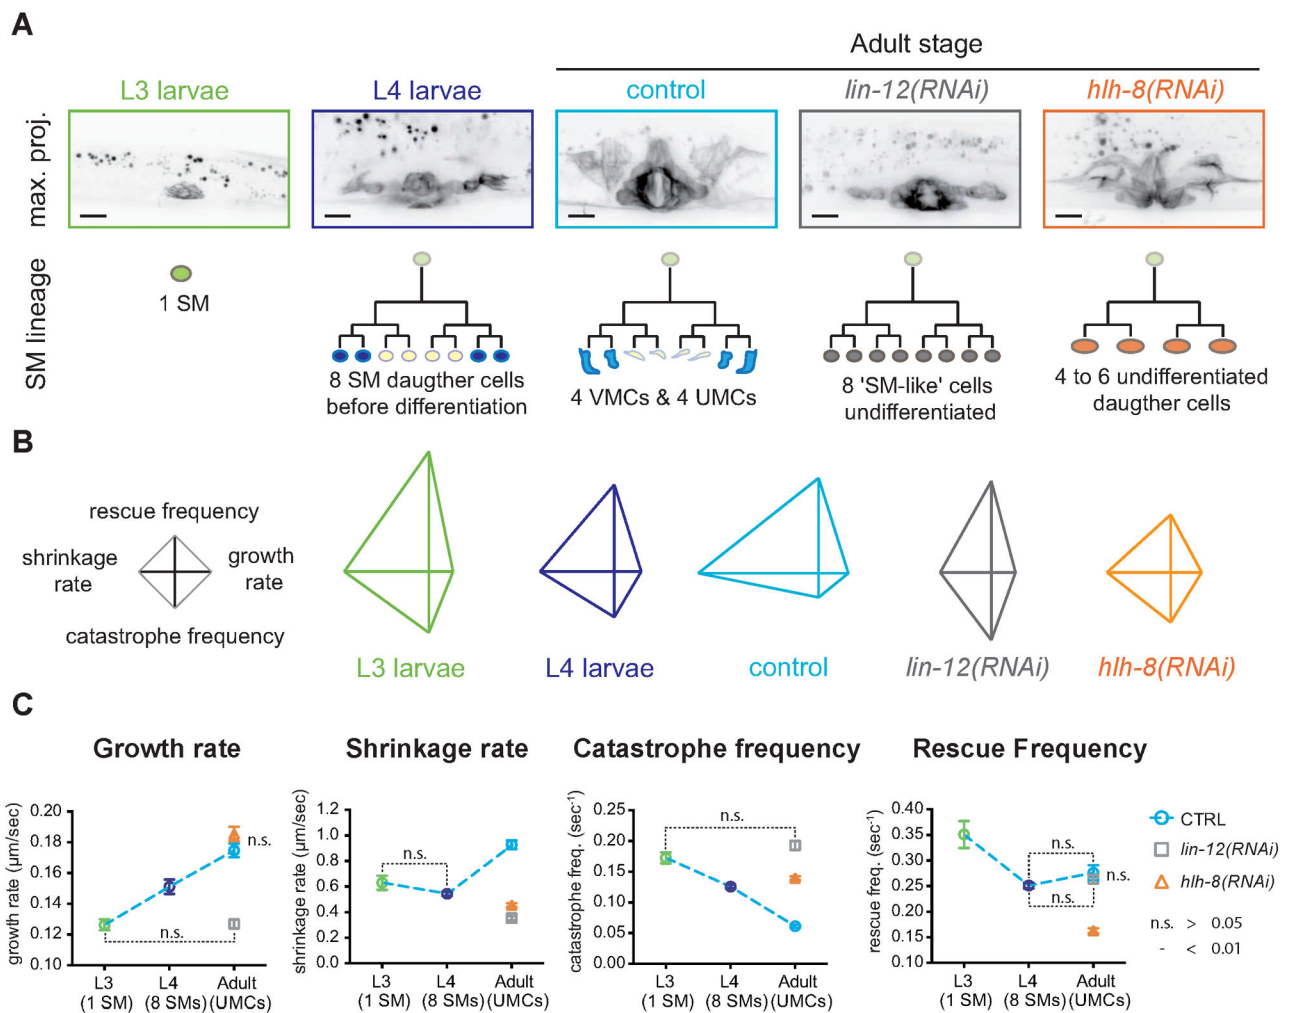 A
Adult stage
L3 larvae
L4 larvae
control
lin-12(RNAi)
hlh-8(RNAi)
max. proj.
SM lineage
1 SM
8 SM daugther cells
before differentiation
4 VMCs & 4 UMCs
8 'SM-like' cells
undifferentiated
4 to 6 undifferentiated
daugther cells
B
rescue frequency
shrinkage
rate
growth
rate
catastrophe frequency
L3 larvae
L4 larvae
control
lin-12(RNAi)
hlh-8(RNAi)
C
Growth rate
growth rate (μm/sec)
0.20
0.18
0.16
0.14
0.12
0.10
n.s.
n.s.
L3
(1 SM)
L4
(8 SMs)
Adult
(UMCs)
Shrinkage rate
shrinkage rate (μm/sec)
1.2
1.0
0.8
0.6
0.4
0.2
0.0
n.s.
L3
(1 SM)
L4
(8 SMs)
Adult
(UMCs)
Catastrophe frequency
catastrophe freq. (sec⁻¹)
0.25
0.20
0.15
0.10
0.05
0.00
n.s.
L3
(1 SM)
L4
(8 SMs)
Adult
(UMCs)
Rescue Frequency
rescue freq. (sec⁻¹)
0.40
0.35
0.30
0.25
0.20
0.15
0.10
n.s.
n.s.
n.s.
L3
(1 SM)
L4
(8 SMs)
Adult
(UMCs)
CTRL
lin-12(RNAi)
hlh-8(RNAi)
n.s. > 0.05
- < 0.01